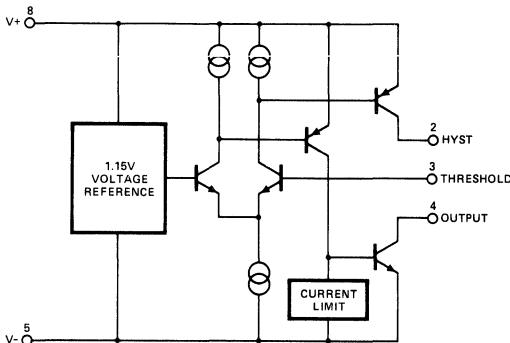 8
V+
2
HYST
1.15V
VOLTAGE
REFERENCE
3
THRESHOLD
4
OUTPUT
CURRENT
LIMIT
5
V-